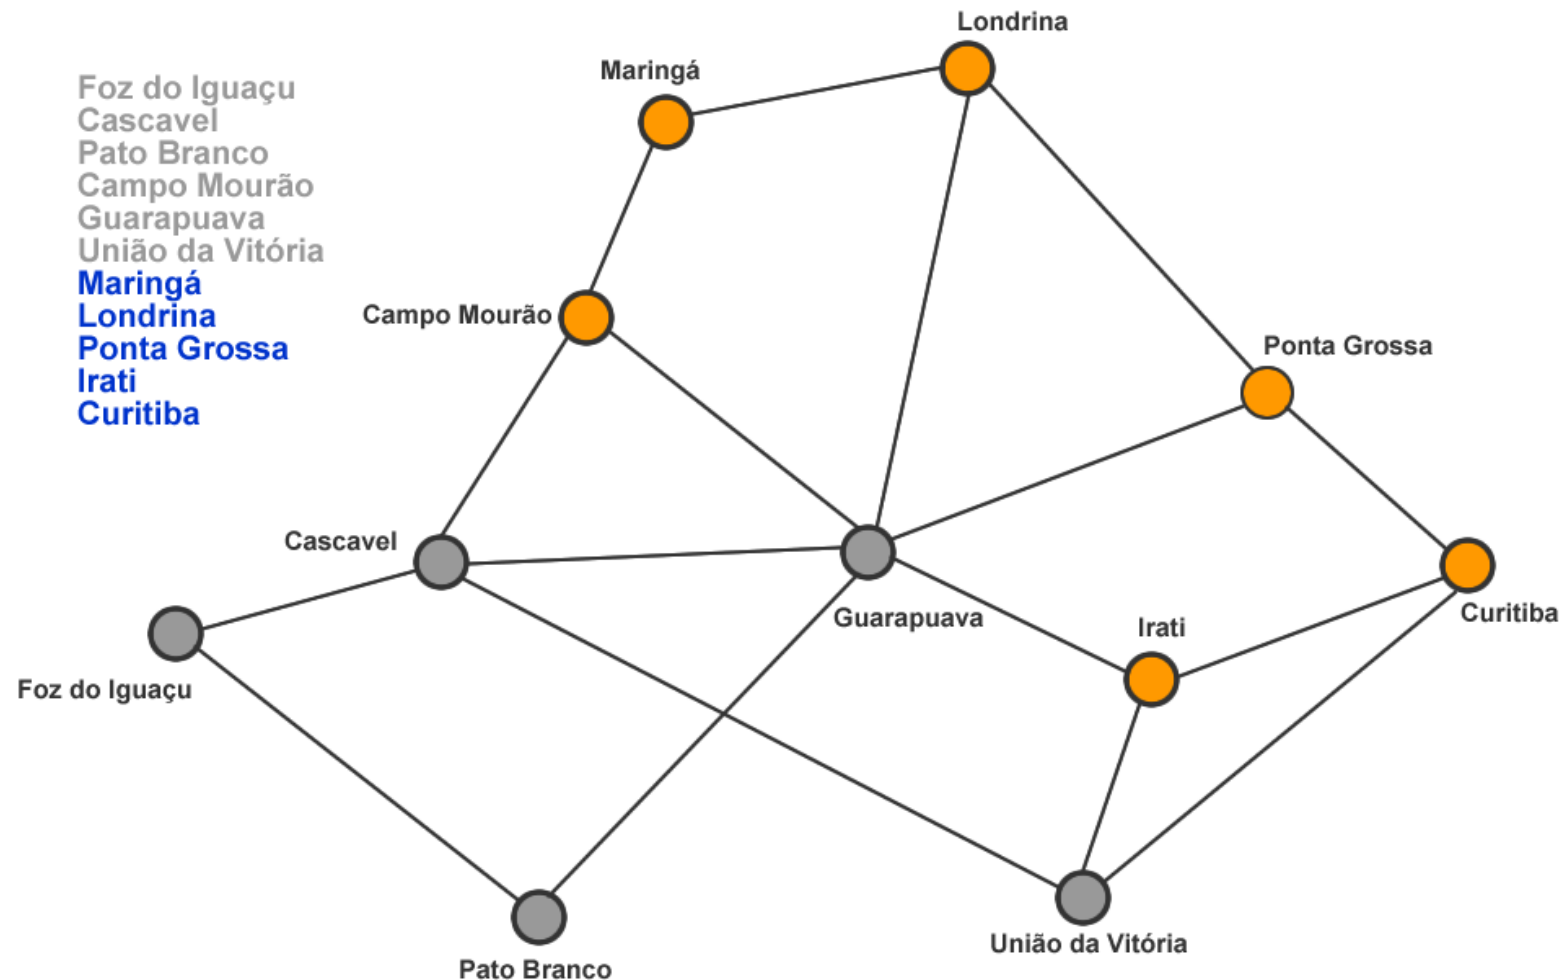 Foz do Iguaçu
Cascavel
Pato Branco
Campo Mourão
Guarapuava
União da Vitória
Maringá
Londrina
Ponta Grossa
Irati
Curitiba
Londrina
Maringá
Campo Mourão
Ponta Grossa
Cascavel
Guarapuava
Curitiba
Irati
Foz do Iguaçu
União da Vitória
Pato Branco